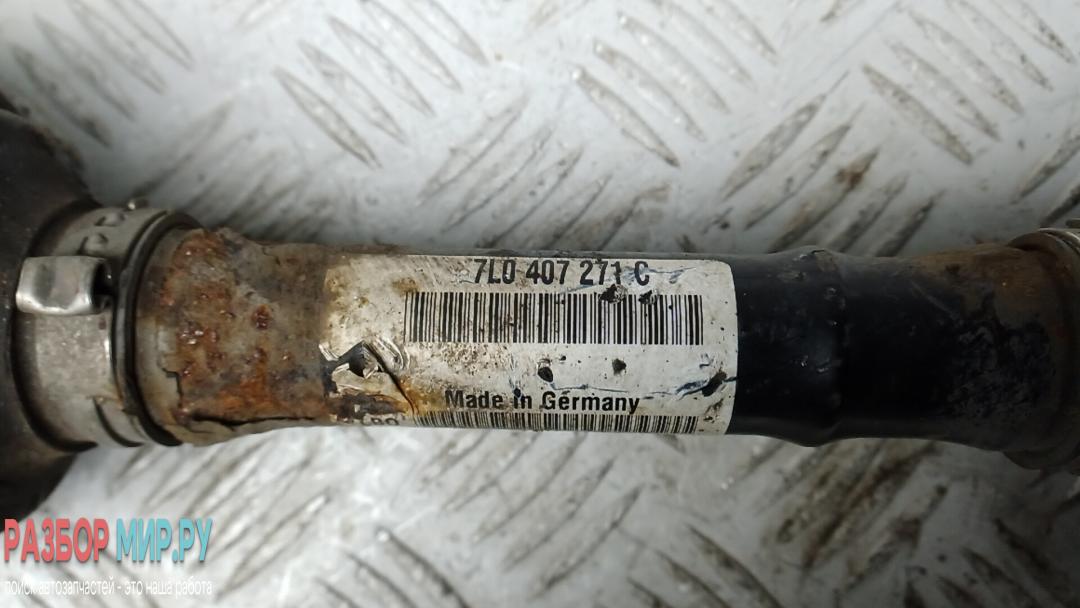 7L0 407 271 C
Made in Germany
РАЗБОР МИР.РУ
поиск автозапчастей - это наша работа